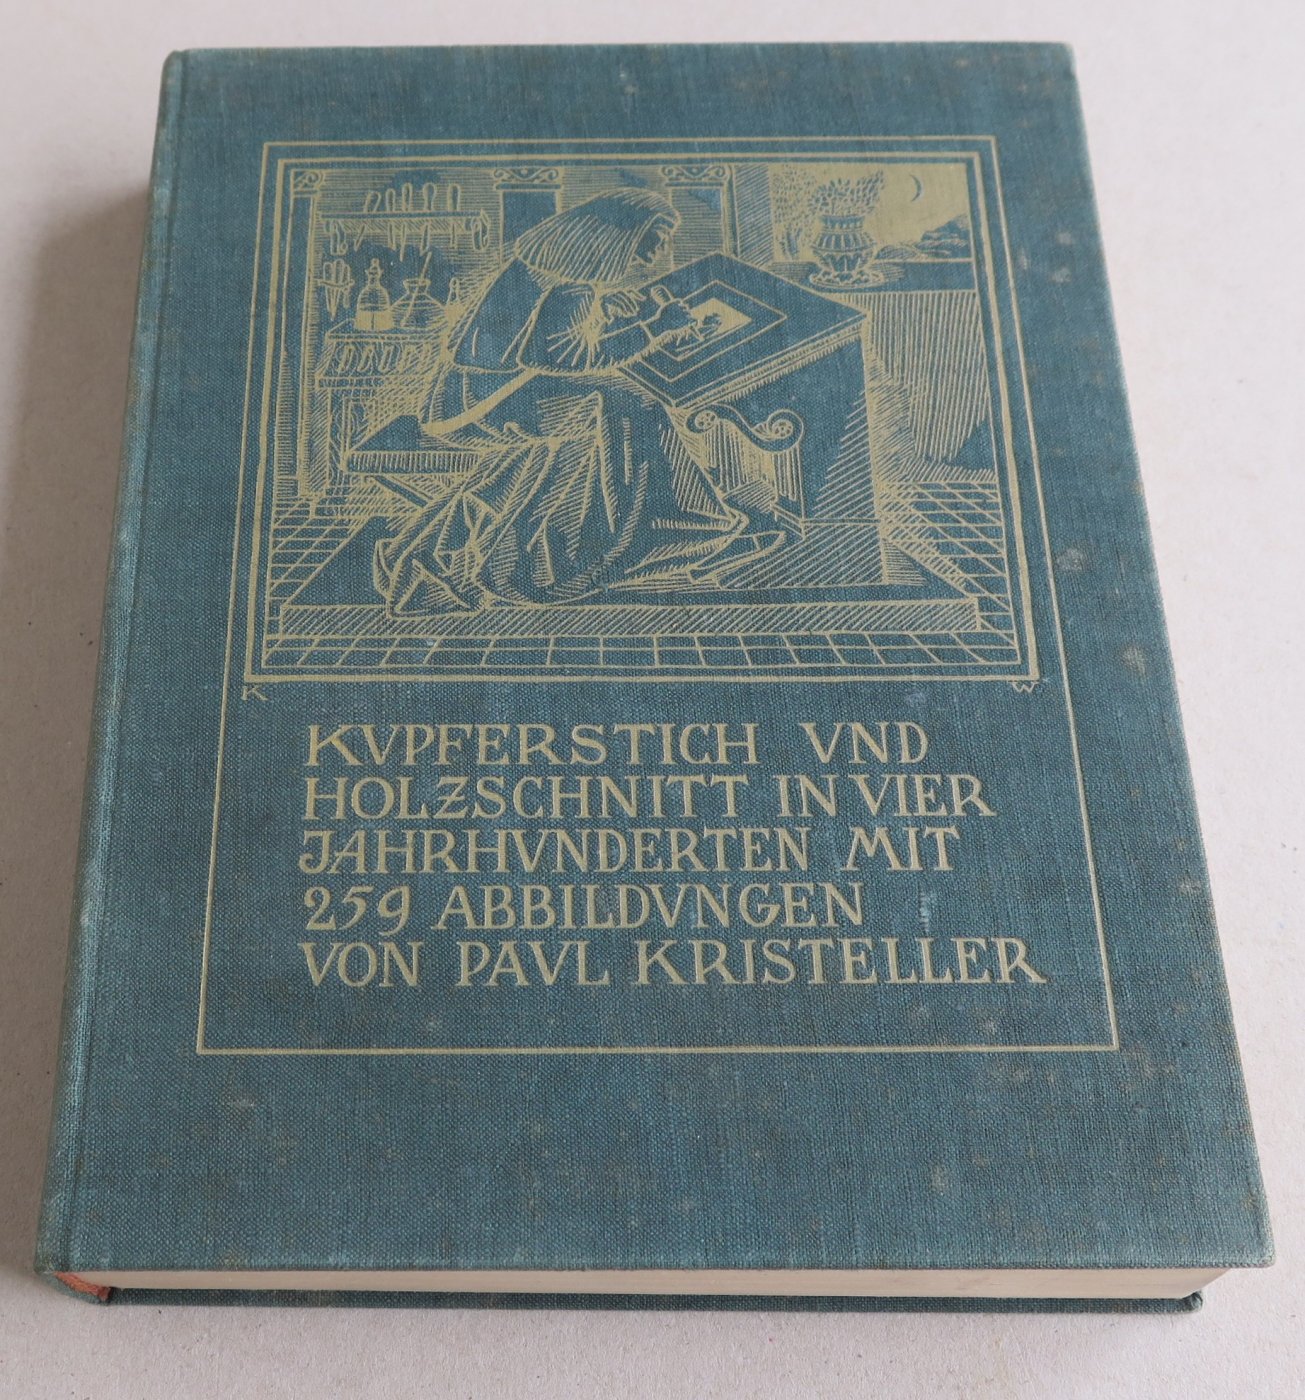 K W
KVPFERSTICH VND
HOLZSCHNITT IN VIER
JAHRHVNDERTEN MIT
259 ABBILDVNGEN
VON PAVL KRISTELLER